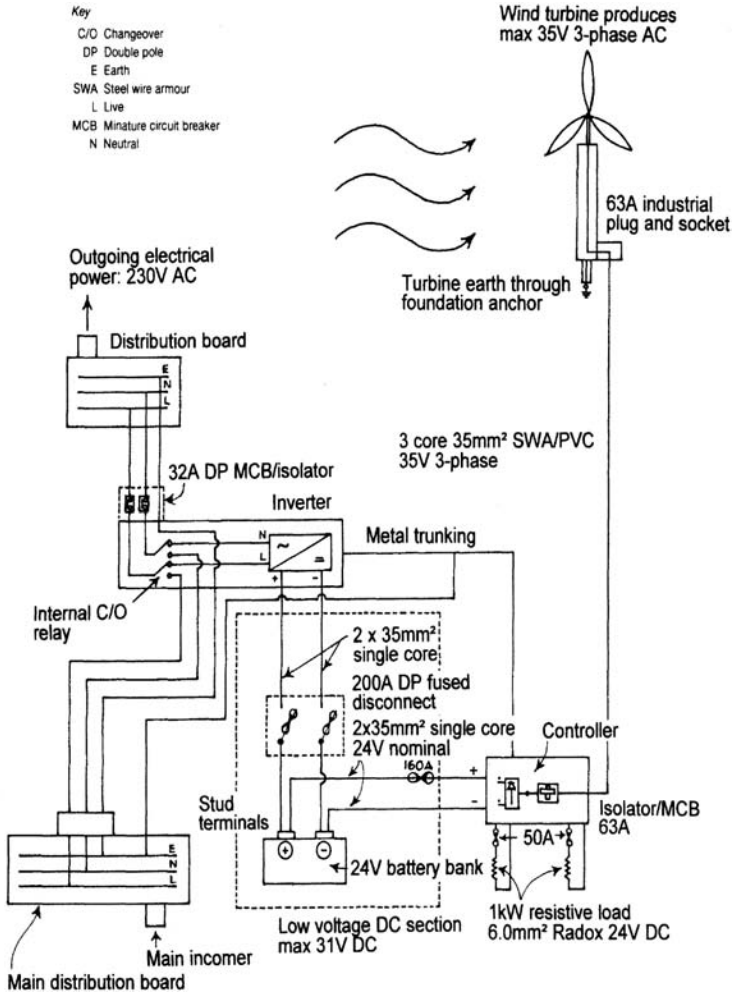 Key
C/O Changeover
DP Double pole
E Earth
SWA Steel wire armour
L Live
MCB Minature circuit breaker
N Neutral
Wind turbine produces
max 35V 3-phase AC
63A industrial
plug and socket
Turbine earth through
foundation anchor
Outgoing electrical
power: 230V AC
Distribution board
E
N
L
3 core 35mm² SWA/PVC
35V 3-phase
32A DP MCB/isolator
Inverter
N
L
~
=
+
−
Metal trunking
Internal C/O
relay
2 x 35mm²
single core
200A DP fused
disconnect
2x35mm² single core
24V nominal
160A
+
−
Controller
Isolator/MCB
63A
50A
Stud
terminals
+
−
24V battery bank
1kW resistive load
6.0mm² Radox 24V DC
Low voltage DC section
max 31V DC
E
N
L
Main incomer
Main distribution board